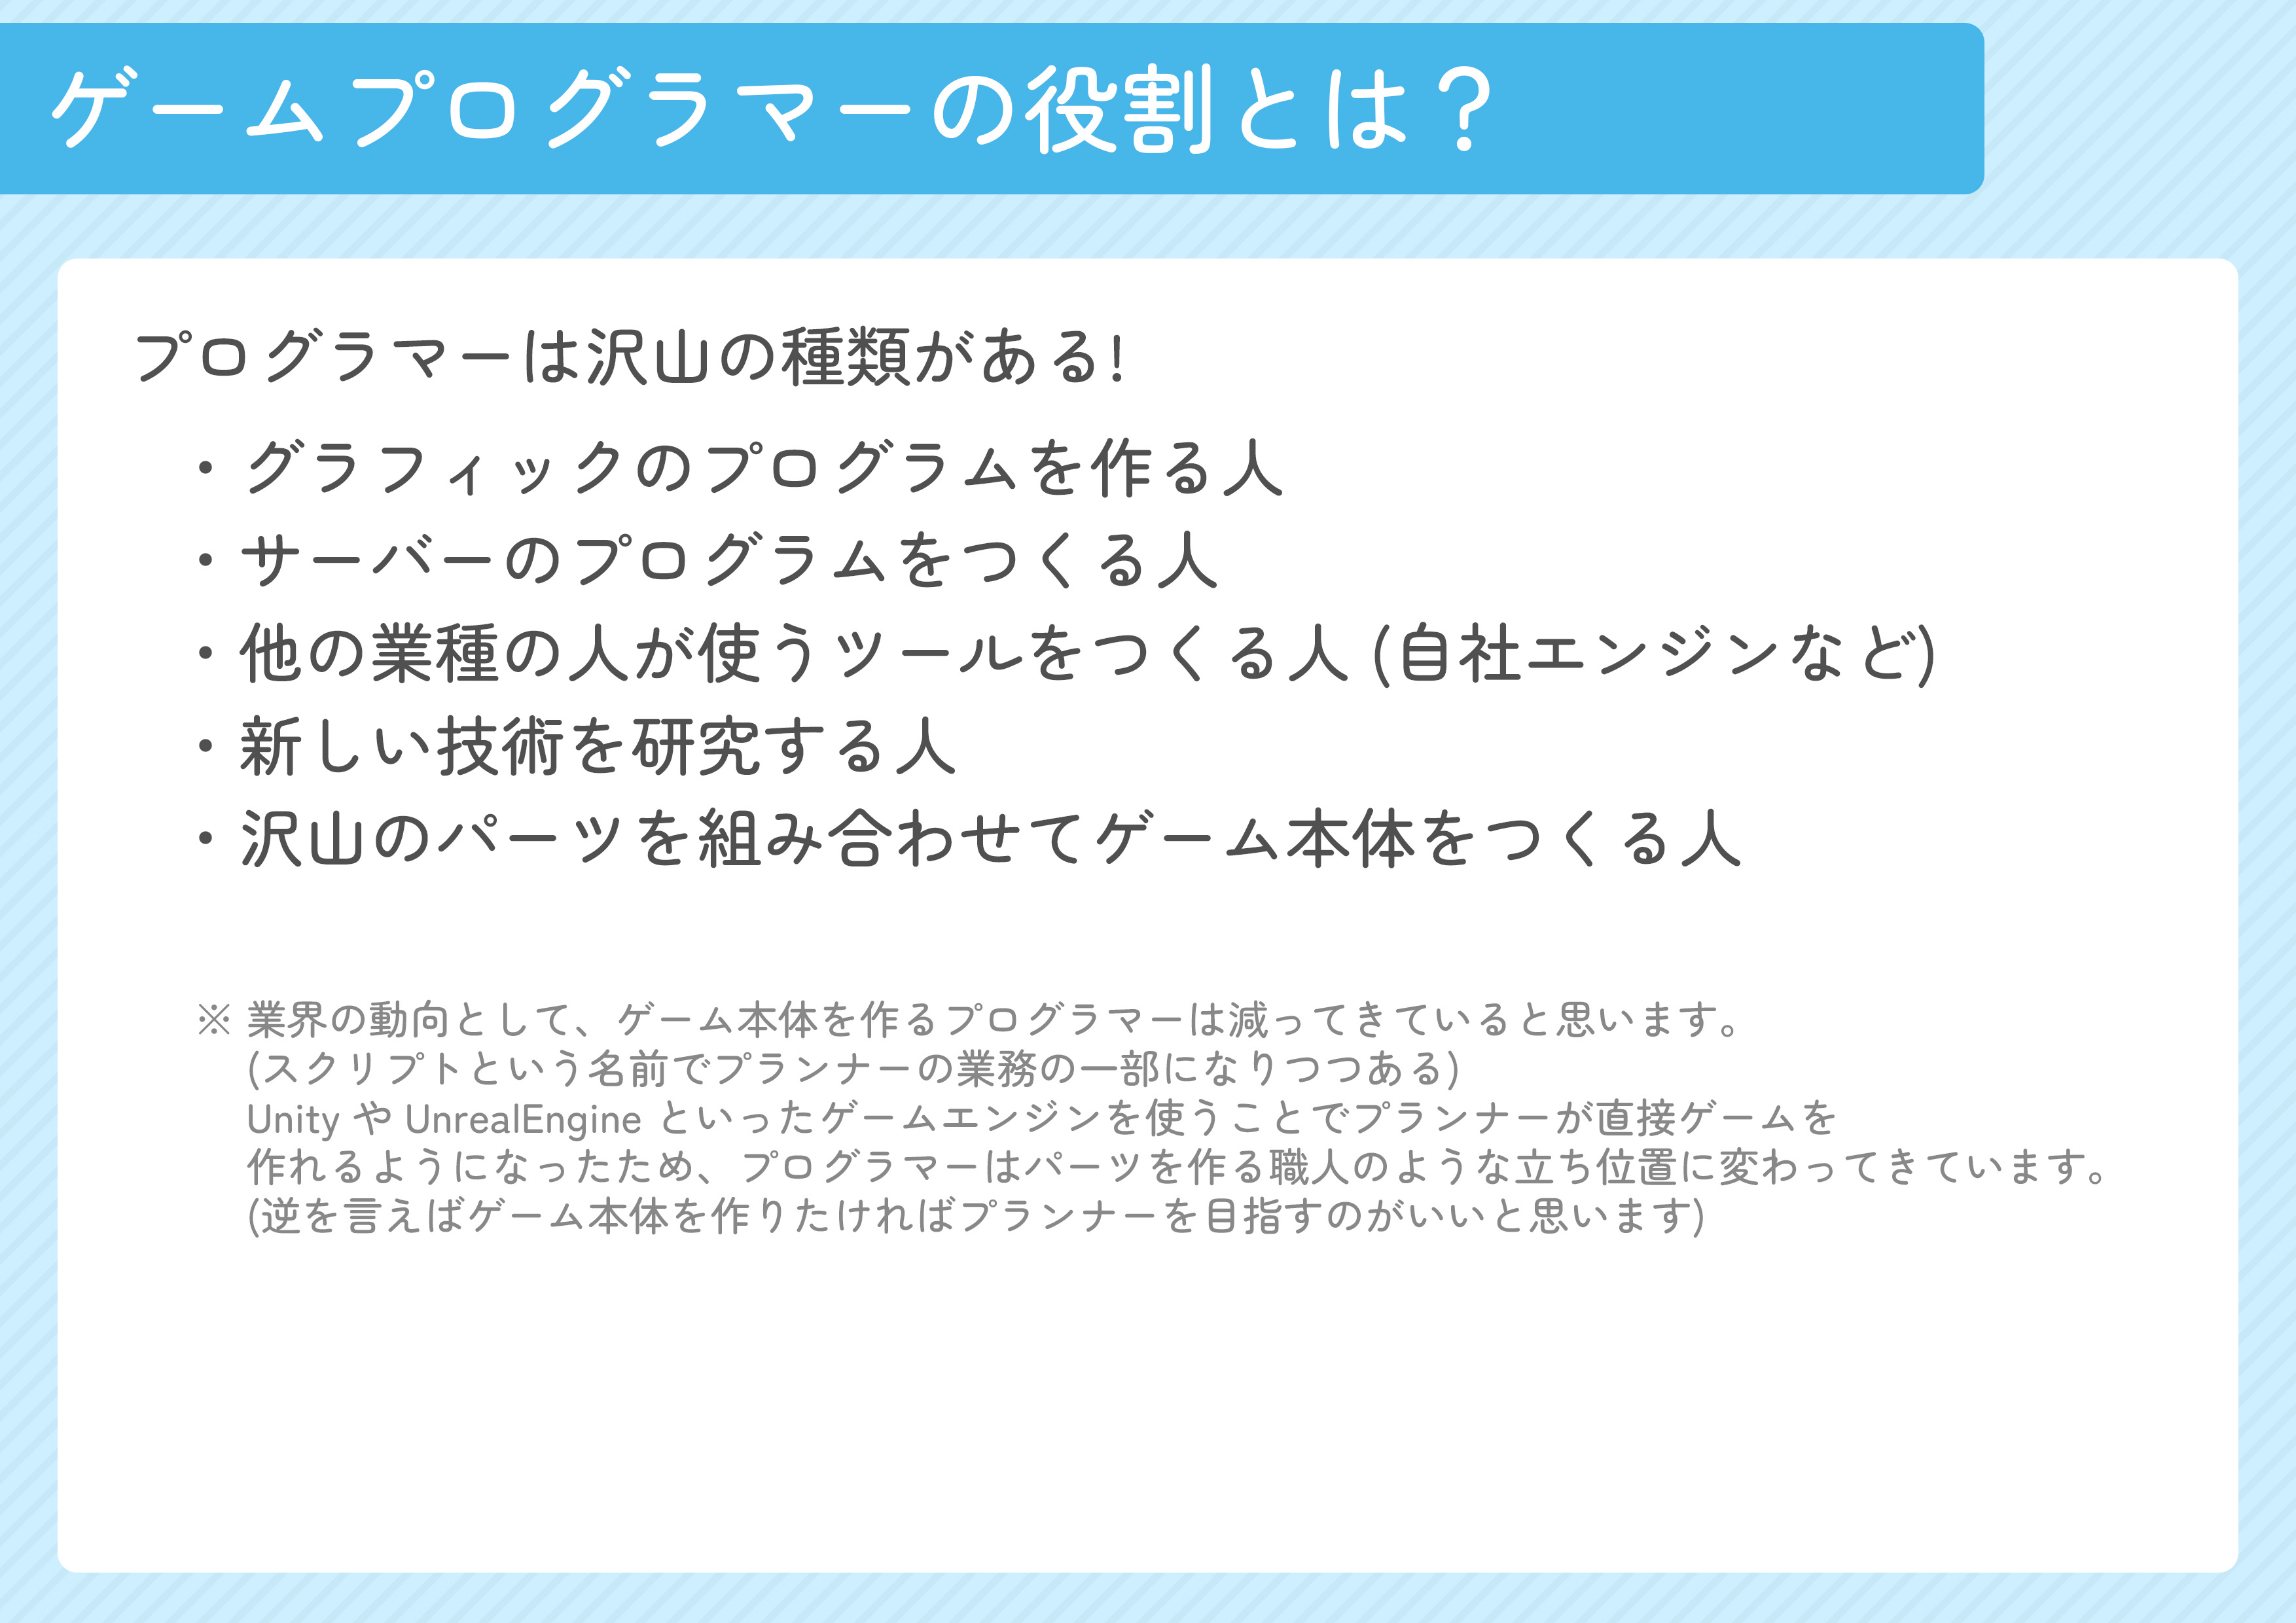 ゲームプログラマーの役割とは？
プログラマーは沢山の種類がある!
・グラフィックのプログラムを作る人
・サーバーのプログラムをつくる人
・他の業種の人が使うツールをつくる人 (自社エンジンなど)
・新しい技術を研究する人
・沢山のパーツを組み合わせてゲーム本体をつくる人
※ 業界の動向として、ゲーム本体を作るプログラマーは減ってきていると思います。
(スクリプトという名前でプランナーの業務の一部になりつつある)
Unity や UnrealEngine といったゲームエンジンを使うことでプランナーが直接ゲームを
作れるようになったため、プログラマーはパーツを作る職人のような立ち位置に変わってきています。
(逆を言えばゲーム本体を作りたければプランナーを目指すのがいいと思います)